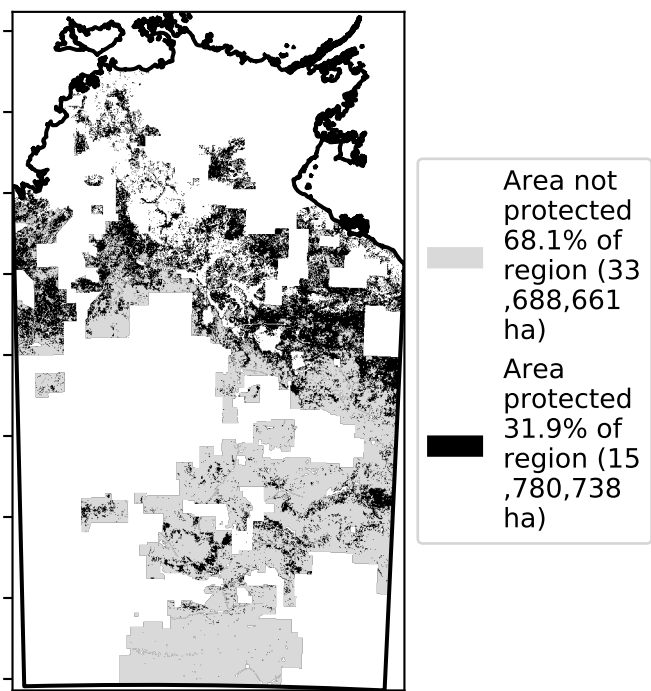 Area not
protected
68.1% of
region (33
,688,661
ha)
Area
protected
31.9% of
region (15
,780,738
ha)